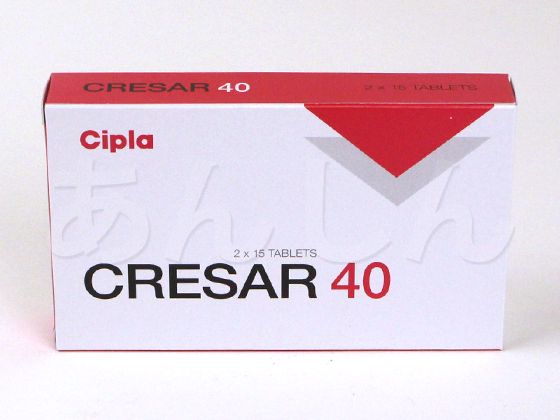 CRESAR 40
2 x 15 TABLETS
Cipla
あんしん
2 x 15 TABLETS
CRESAR 40